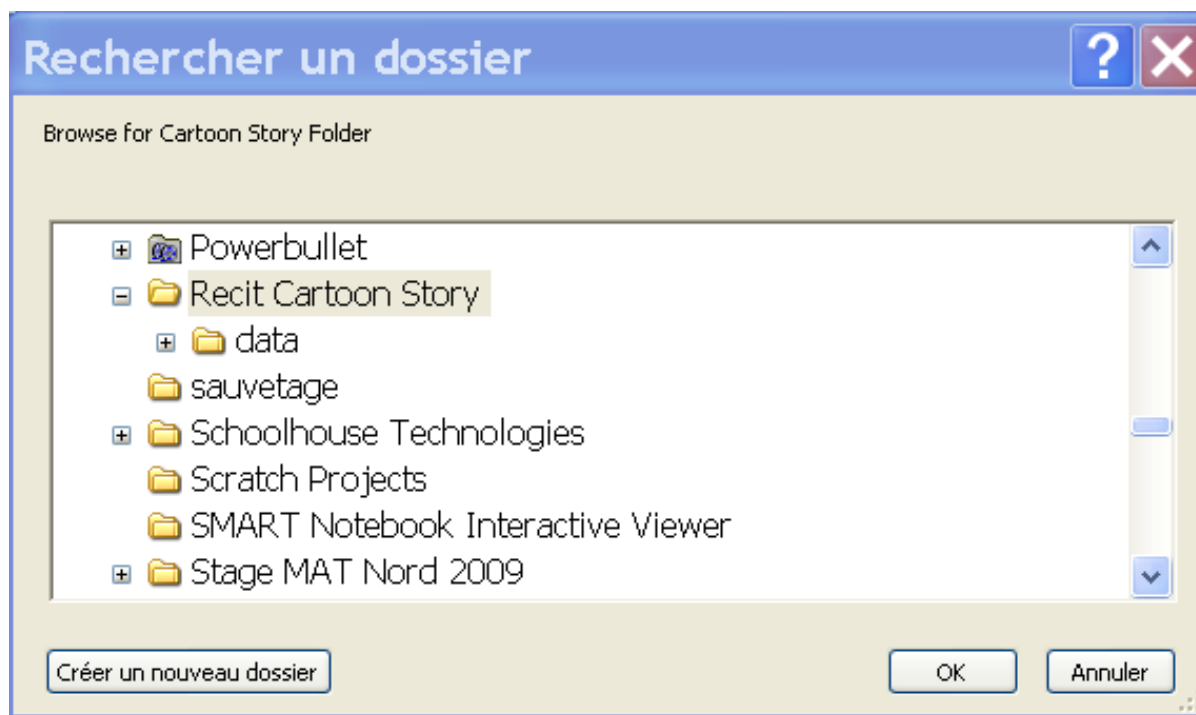 Rechercher un dossier
Browse for Cartoon Story Folder
Powerbullet
Recit Cartoon Story
data
sauvetage
Schoolhouse Technologies
Scratch Projects
SMART Notebook Interactive Viewer
Stage MAT Nord 2009
Créer un nouveau dossier
OK
Annuler